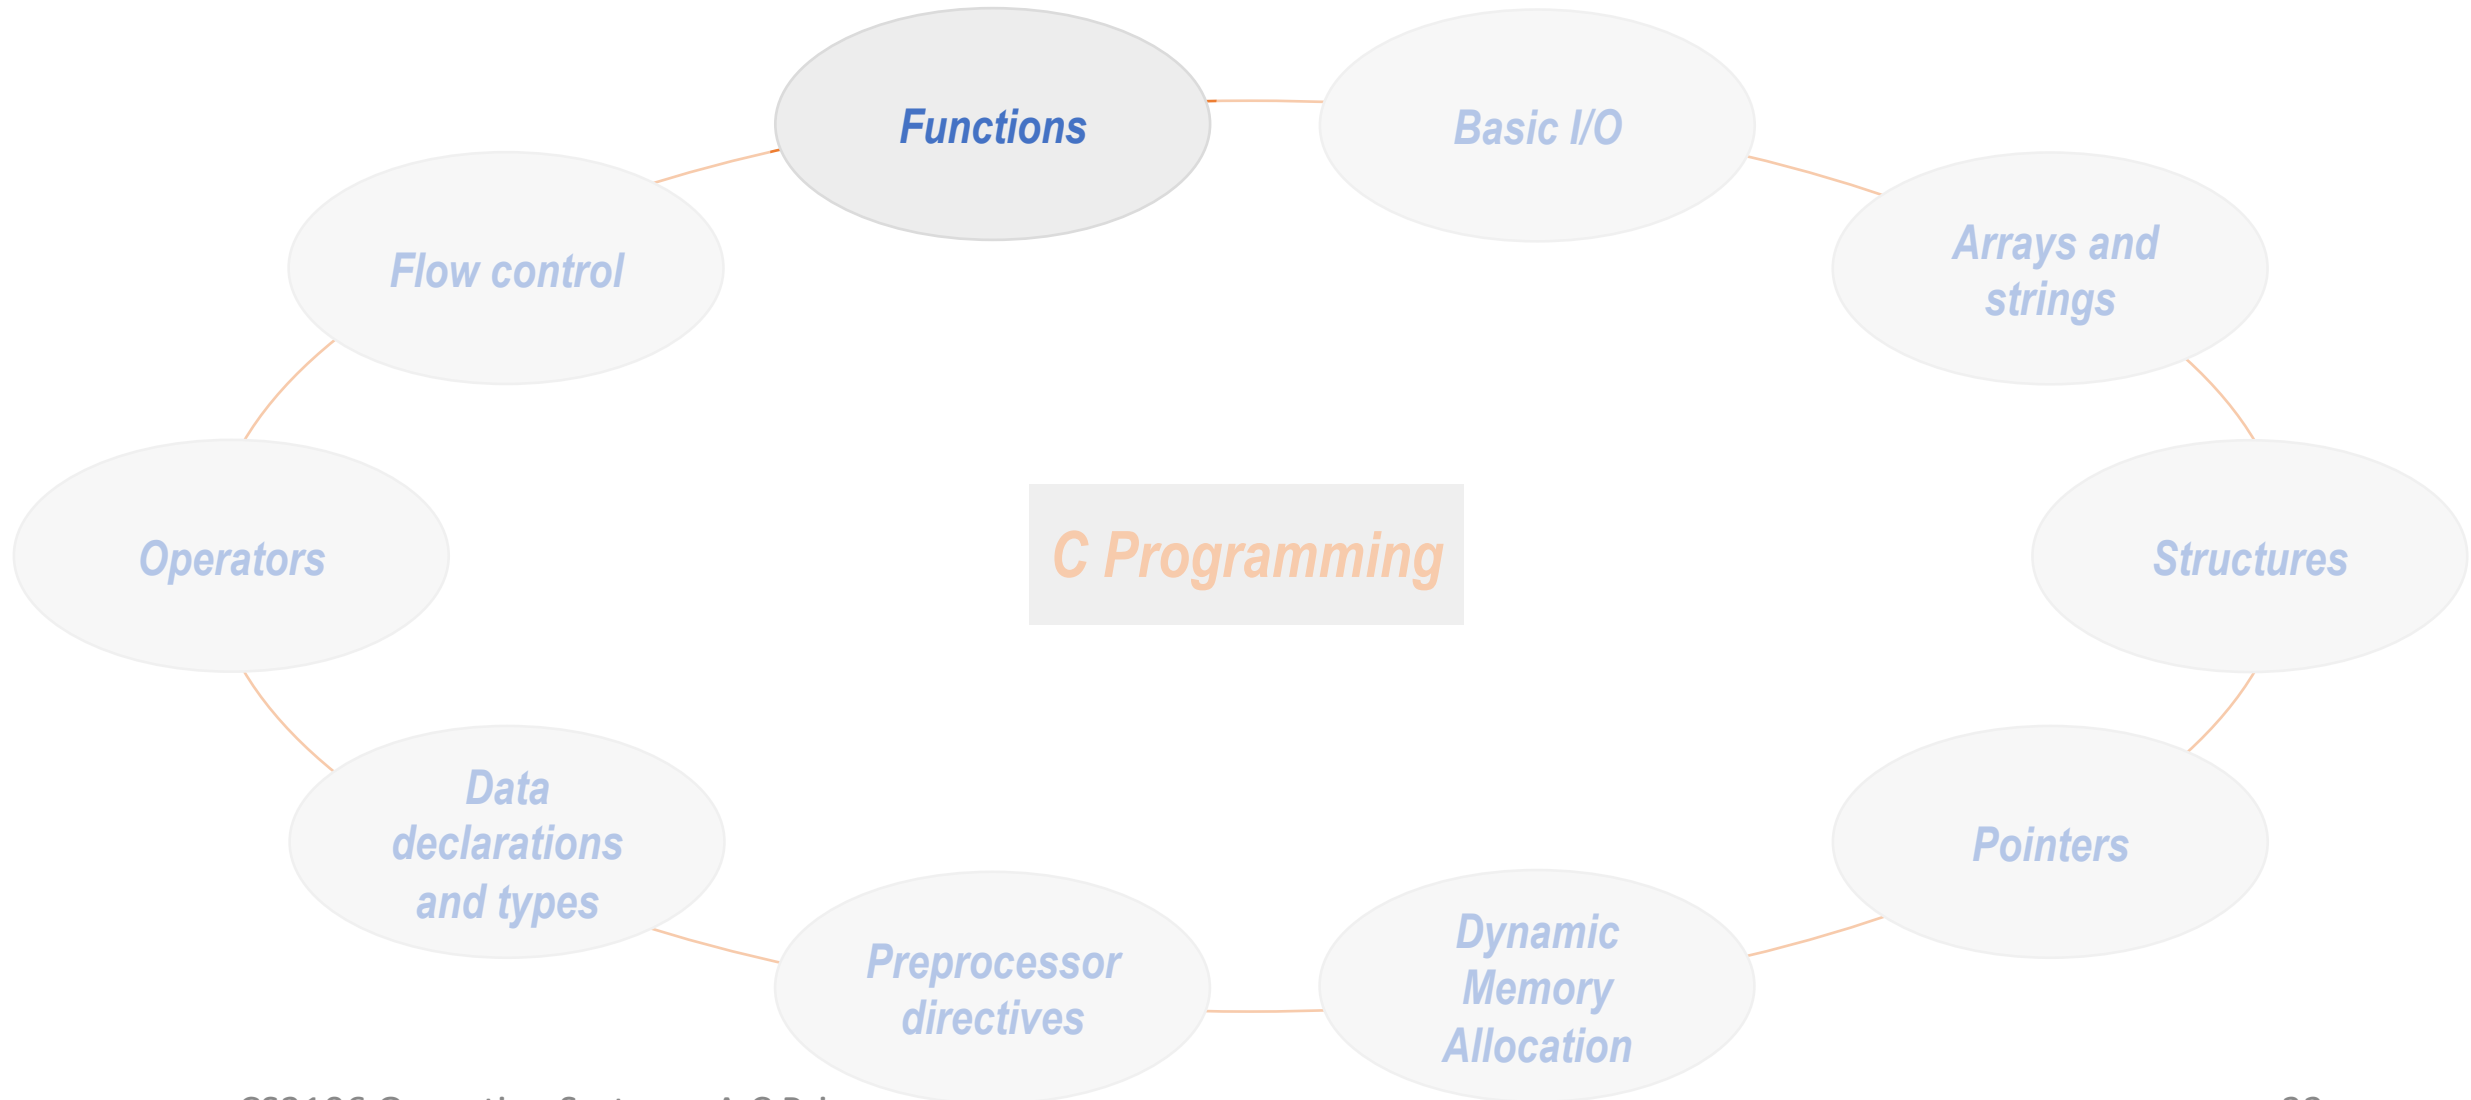 Functions
Basic I/O
Flow control
Arrays and
strings
Operators
C Programming
Structures
Data
declarations
and types
Pointers
Preprocessor
directives
Dynamic
Memory
Allocation